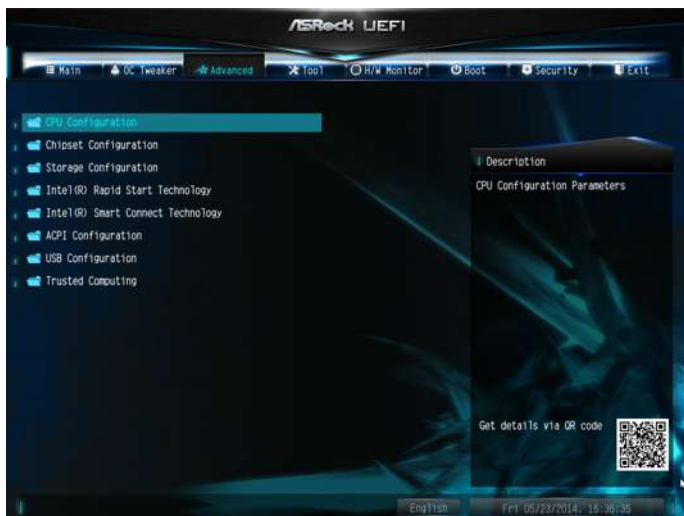 ASRock UEFI
Main OC Tweaker Advanced Tool H/W Monitor Boot Security Exit
CPU Configuration
Chipset Configuration
Storage Configuration
Intel(R) Rapid Start Technology
Intel(R) Smart Connect Technology
ACPI Configuration
USB Configuration
Trusted Computing
Description
CPU Configuration Parameters
Get details via QR code
English Fri 05/23/2014. 16:36:35